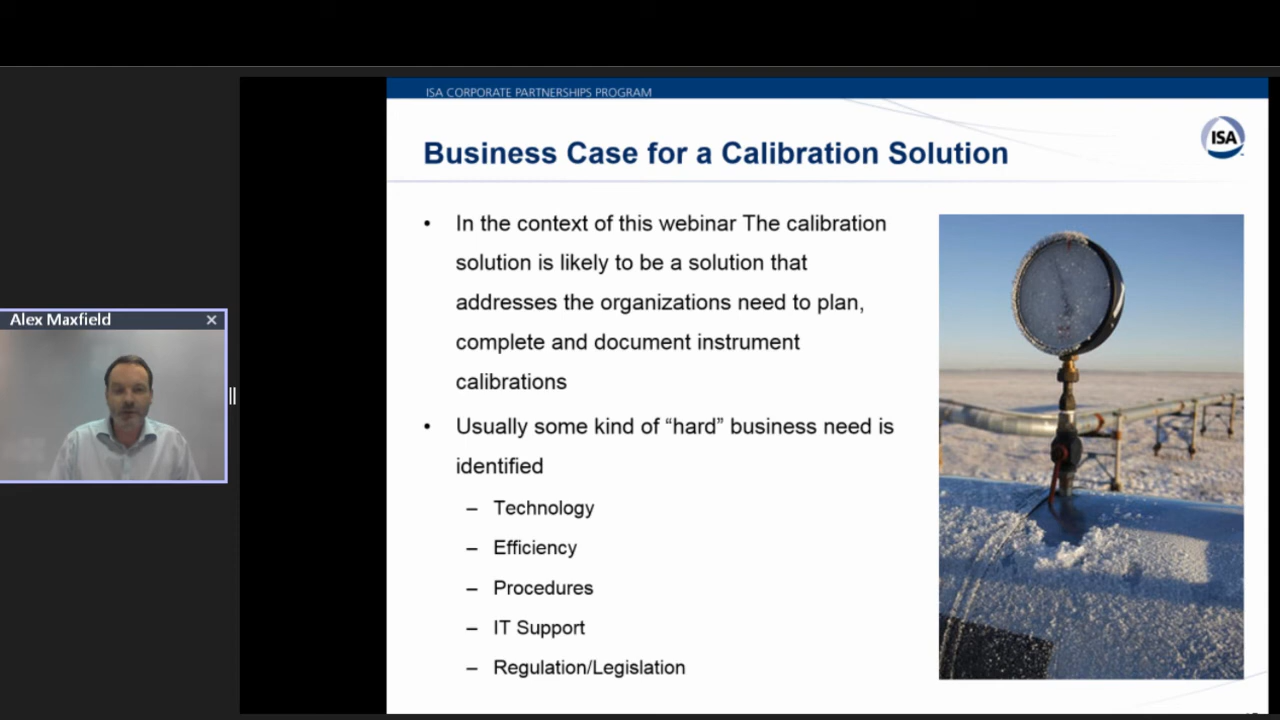 ISA CORPORATE PARTNERSHIPS PROGRAM
ISA
Business Case for a Calibration Solution
• In the context of this webinar The calibration
solution is likely to be a solution that
addresses the organizations need to plan,
complete and document instrument
calibrations
• Usually some kind of “hard” business need is
identified
– Technology
– Efficiency
– Procedures
– IT Support
– Regulation/Legislation
Alex Maxfield